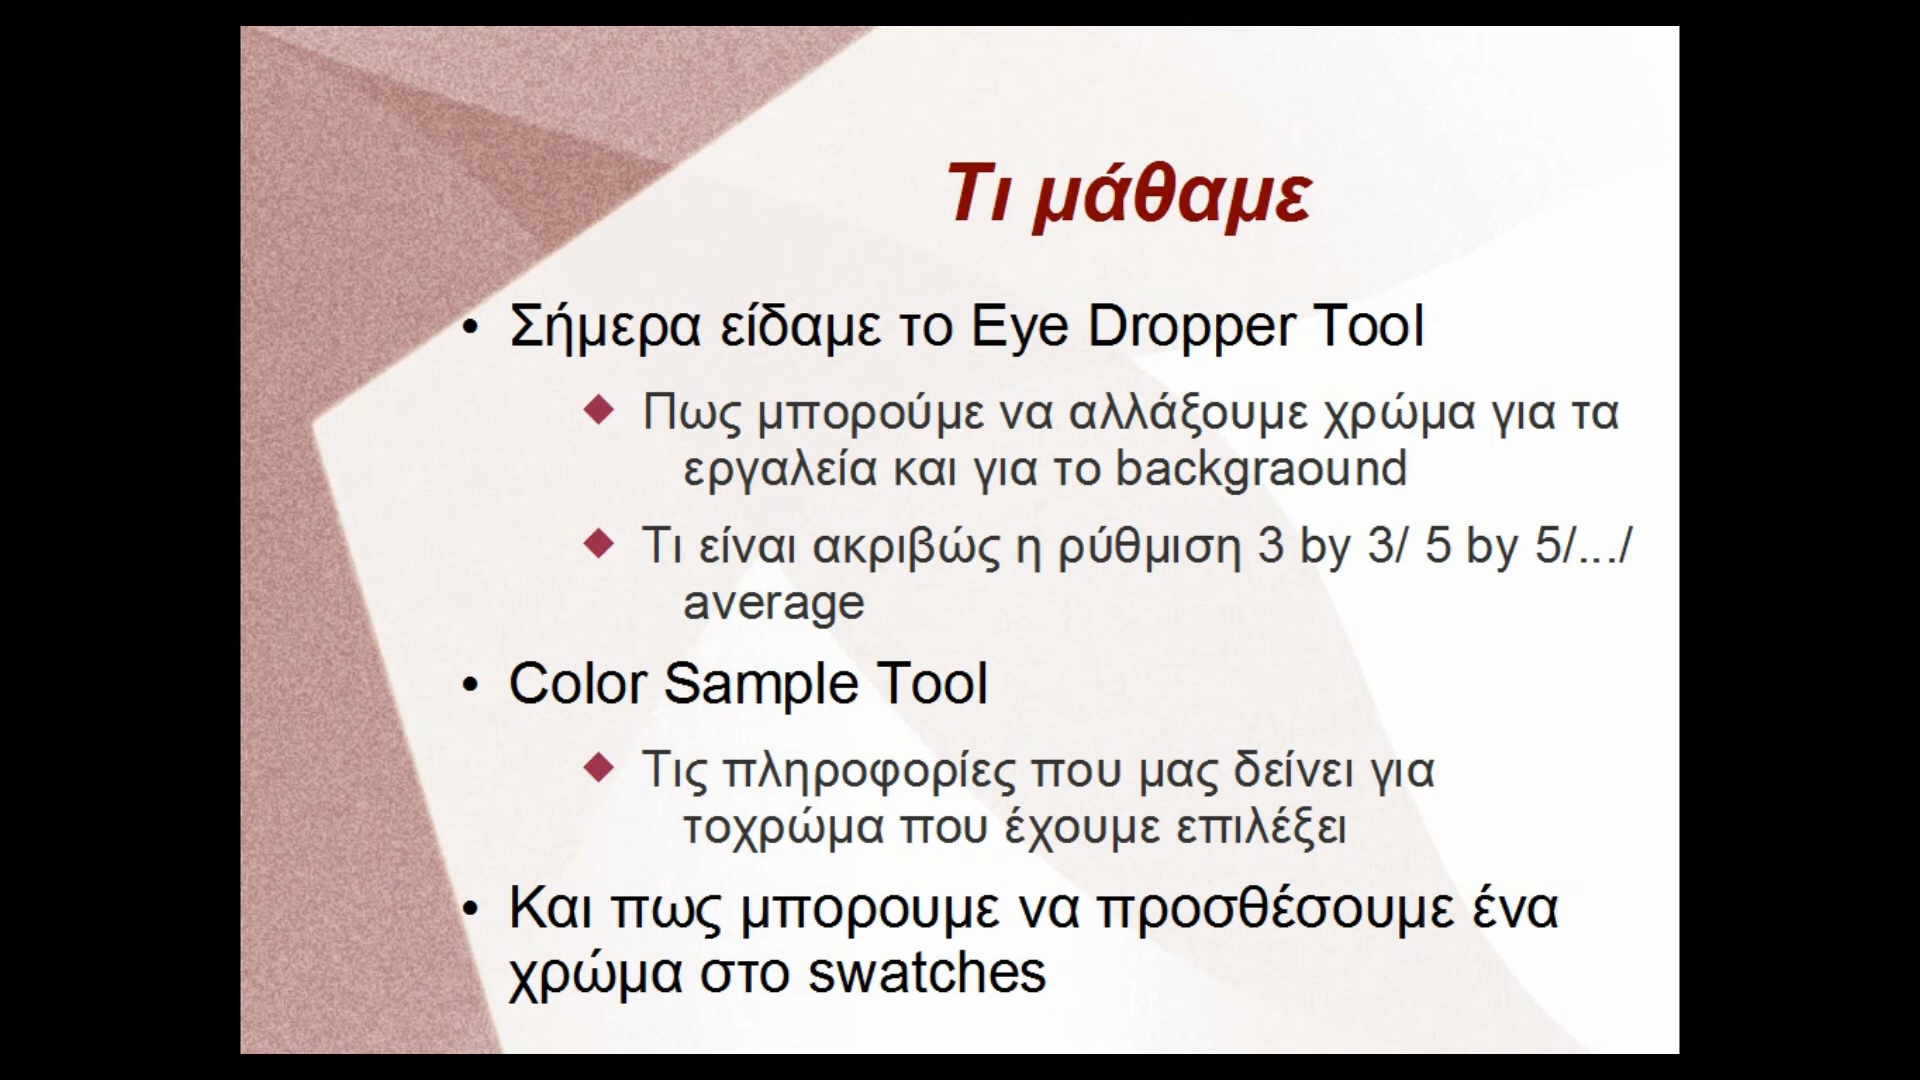 Τι μάθαμε
• Σήμερα είδαμε το Eye Dropper Tool
◆ Πως μπορούμε να αλλάξουμε χρώμα για τα
εργαλεία και για το backgraound
◆ Τι είναι ακριβώς η ρύθμιση 3 by 3/ 5 by 5/.../
average
• Color Sample Tool
◆ Τις πληροφορίες που μας δείνει για
τοχρώμα που έχουμε επιλέξει
• Και πως μπορουμε να προσθέσουμε ένα
χρώμα στο swatches